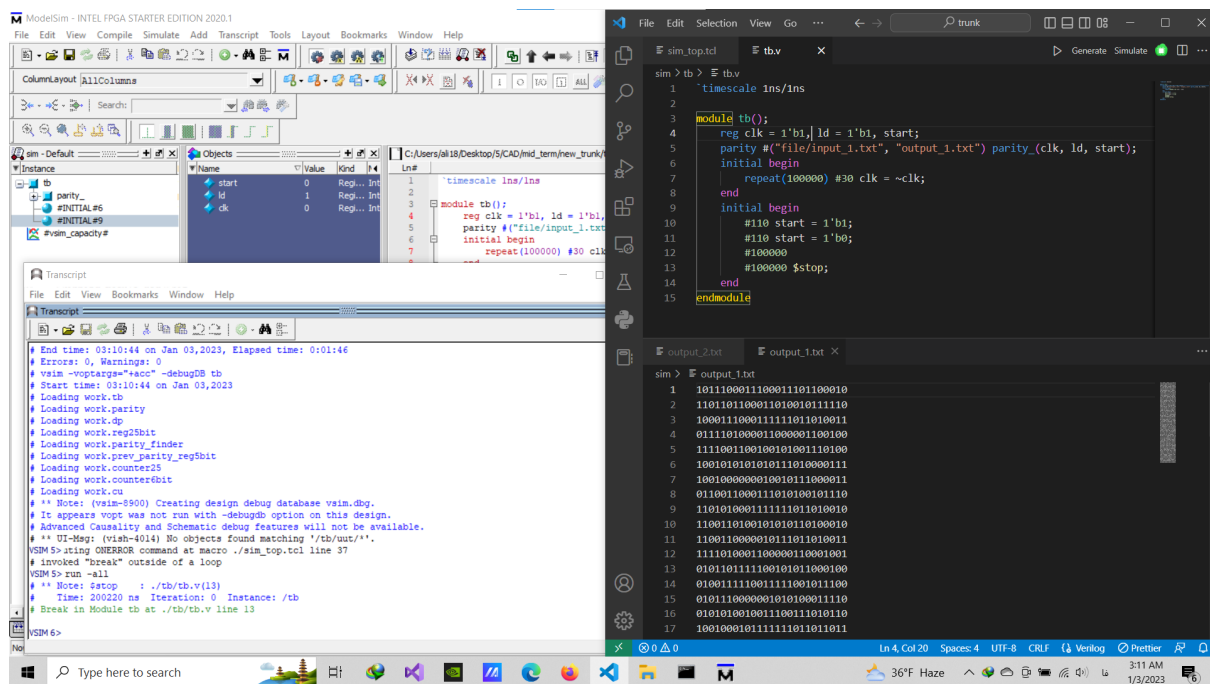 ModelSim - INTEL FPGA STARTER EDITION 2020.1
File Edit View Compile Simulate Add Transcript Tools Layout Bookmarks Window Help
ColumnLayout AllColumns
Search:
sim - Default
Instance
tb
parity_
#INITIAL#6
#INITIAL#9
#vsim_capacity#
Objects
Name Value Kind
start 0 Regi... Int
ld 1 Regi... Int
clk 0 Regi... Int
C:/Users/ali18/Desktop/5/CAD/mid_term/new_trunk/
Ln#
1 `timescale 1ns/1ns
2
3 module tb();
4 reg clk = 1'b1, ld = 1'b1,
5 parity #("file/input_1.txt
6 initial begin
7 repeat(100000) #30 clk
Transcript
File Edit View Bookmarks Window Help
Transcript
# End time: 03:10:44 on Jan 03,2023, Elapsed time: 0:01:46
# Errors: 0, Warnings: 0
# vsim -voptargs="+acc" -debugDB tb
# Start time: 03:10:44 on Jan 03,2023
# Loading work.tb
# Loading work.parity
# Loading work.dp
# Loading work.reg25bit
# Loading work.parity_finder
# Loading work.prev_parity_reg5bit
# Loading work.counter25
# Loading work.counter6bit
# Loading work.cu
# ** Note: (vsim-8900) Creating design debug database vsim.dbg.
# It appears vopt was not run with -debugdb option on this design.
# Advanced Causality and Schematic debug features will not be available.
# ** UI-Msg: (vish-4014) No objects found matching '/tb/uut/*'.
VSIM 5> ting ONERROR command at macro ./sim_top.tcl line 37
# invoked "break" outside of a loop
VSIM 5> run -all
# ** Note: $stop : ./tb/tb.v(13)
# Time: 200220 ns Iteration: 0 Instance: /tb
# Break in Module tb at ./tb/tb.v line 13
VSIM 6>
No
File Edit Selection View Go ···
trunk
sim_top.tcl
tb.v
Generate Simulate
sim > tb > tb.v
1 `timescale 1ns/1ns
2
3 module tb();
4 reg clk = 1'b1, ld = 1'b1, start;
5 parity #("file/input_1.txt", "output_1.txt") parity_(clk, ld, start);
6 initial begin
7 repeat(100000) #30 clk = ~clk;
8 end
9 initial begin
10 #110 start = 1'b1;
11 #110 start = 1'b0;
12 #100000
13 #100000 $stop;
14 end
15 endmodule
output_2.txt
output_1.txt
sim > output_1.txt
1 1011100011100011101100010
2 1101101100011010010111110
3 1000111000111111011010011
4 0111101000011000001100100
5 1111001100100101001110100
6 1001010101010111010000111
7 1001000000010010111000011
8 0110011000111010100101110
9 1101010001111111011010010
10 1100110100101010110100010
11 1100110000010111011010011
12 1111010001100000110001001
13 0101101111100101011000100
14 0100111110011111001011100
15 0101110000001010100011110
16 0101010010011100111010110
17 1001000101111111011011011
0 0
Ln 4, Col 20 Spaces: 4 UTF-8 CRLF Verilog Prettier
Type here to search
36°F Haze
فا
3:11 AM
1/3/2023
6